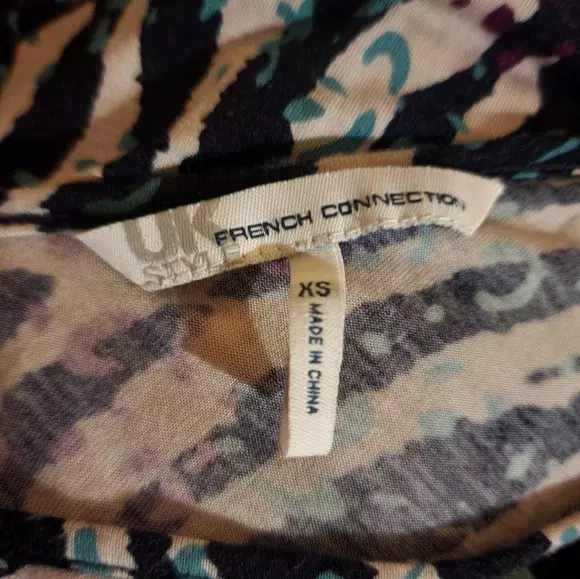 UK
STYLE
FRENCH CONNECTION
XS
MADE IN CHINA